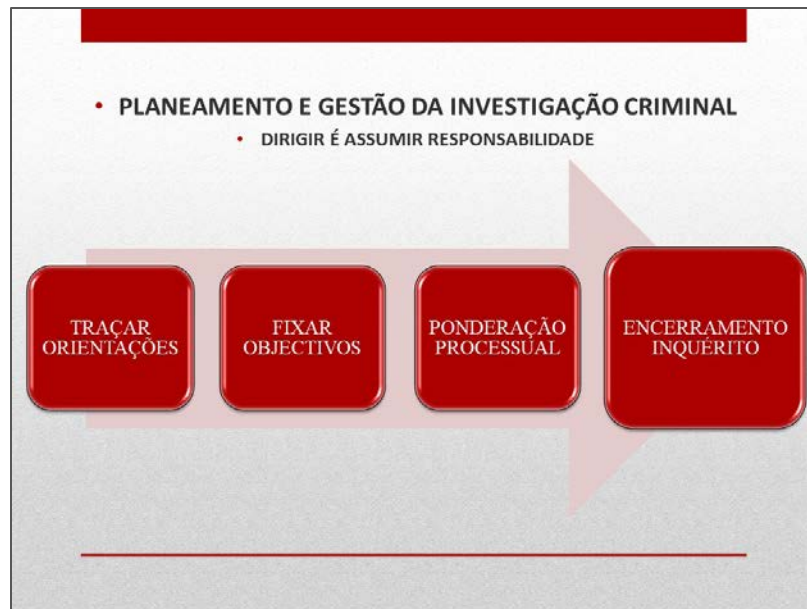 • PLANEAMENTO E GESTÃO DA INVESTIGAÇÃO CRIMINAL
• DIRIGIR É ASSUMIR RESPONSABILIDADE
TRAÇAR
ORIENTAÇÕES
FIXAR
OBJECTIVOS
PONDERAÇÃO
PROCESSUAL
ENCERRAMENTO
INQUÉRITO